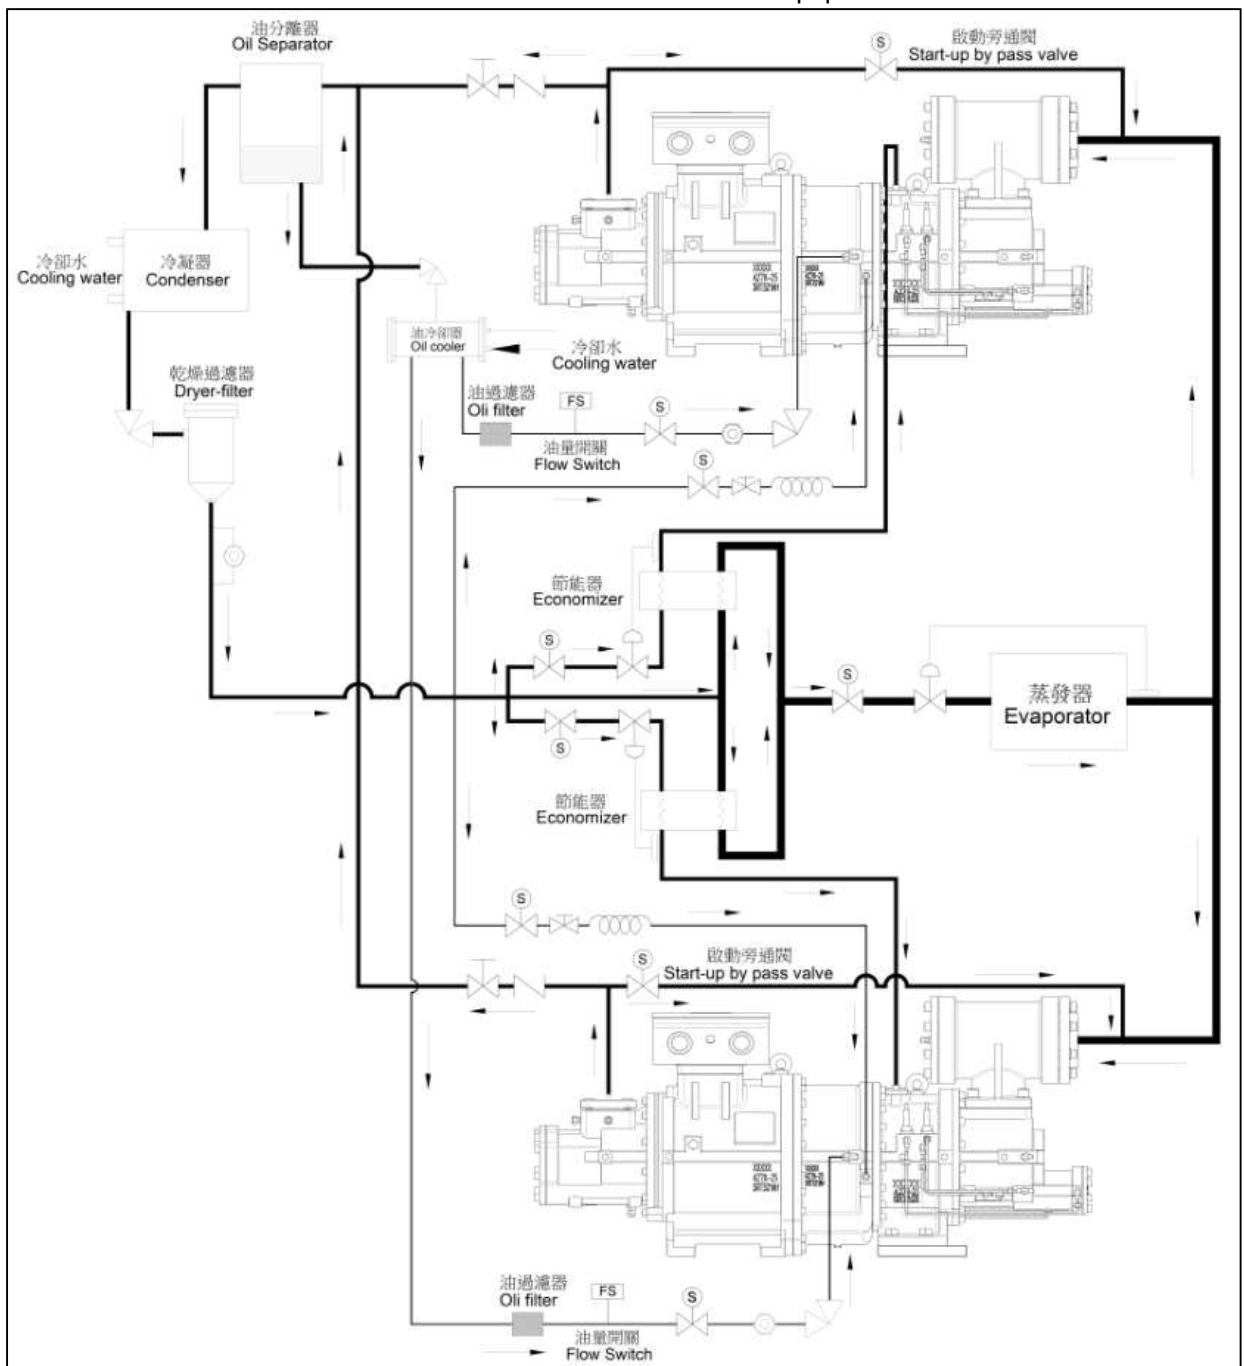 油分離器
Oil Separator
S
啟動旁通閥
Start-up by pass valve
冷卻水
Cooling water
冷凝器
Condenser
油冷卻器
Oil cooler
冷卻水
Cooling water
乾燥過濾器
Dryer-filter
油過濾器
Oli filter
FS
S
油量開關
Flow Switch
S
節能器
Economizer
S
S
蒸發器
Evaporator
S
節能器
Economizer
S
啟動旁通閥
Start-up by pass valve
S
油過濾器
Oli filter
FS
S
油量開關
Flow Switch